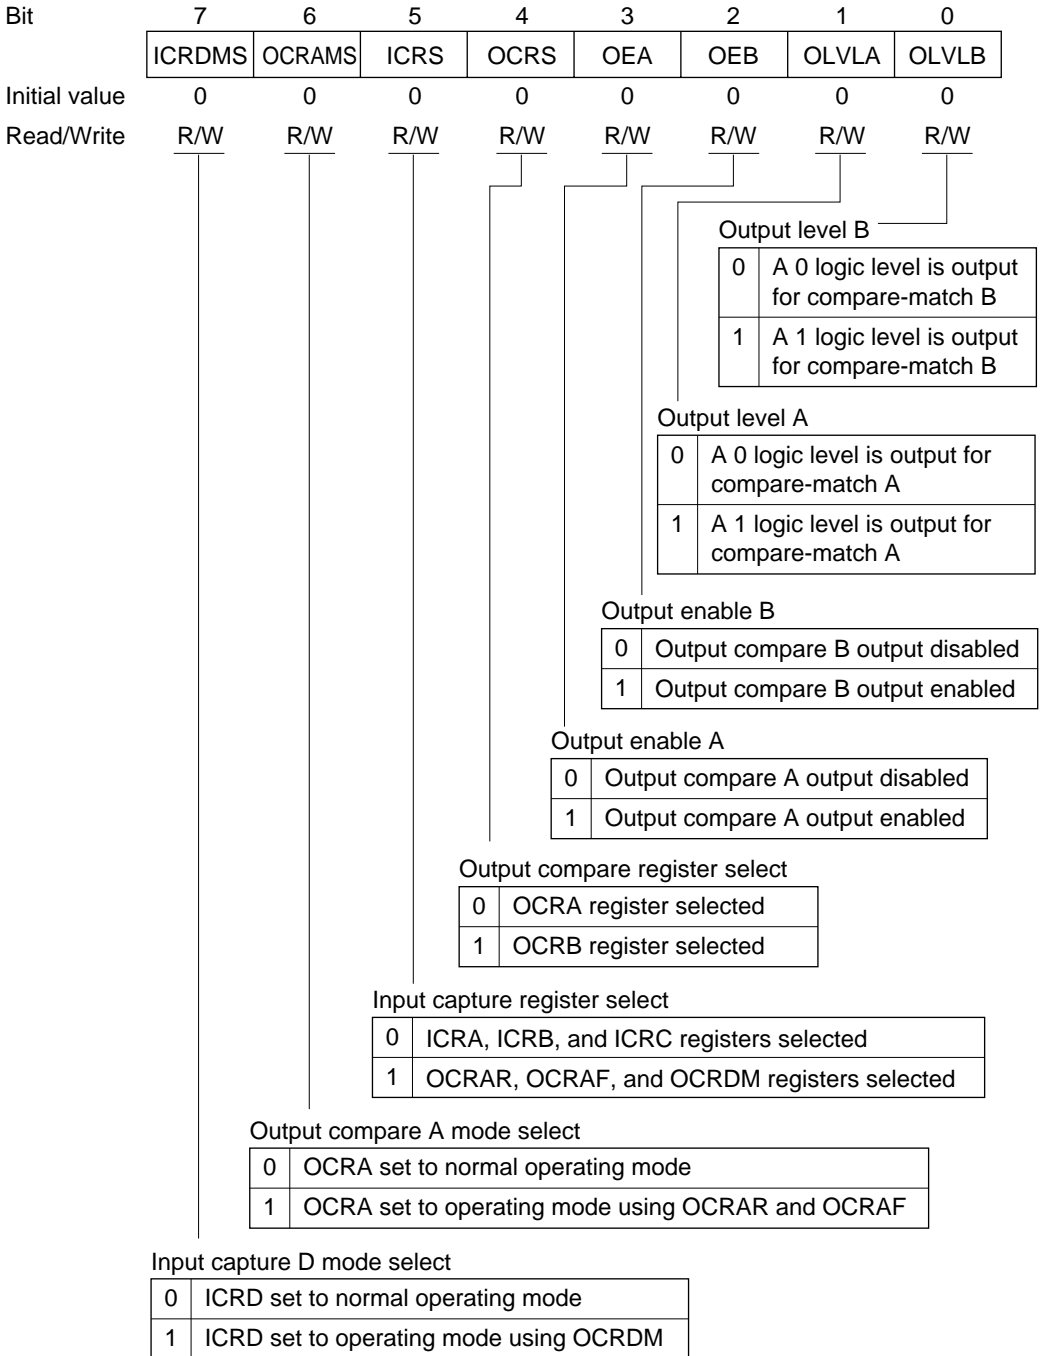 Bit 7 6 5 4 3 2 1 0
ICRDMS OCRAMS ICRS OCRS OEA OEB OLVLA OLVLB
Initial value 0 0 0 0 0 0 0 0
Read/Write R/W R/W R/W R/W R/W R/W R/W R/W
Output level B
0 A 0 logic level is output
for compare-match B
1 A 1 logic level is output
for compare-match B
Output level A
0 A 0 logic level is output for
compare-match A
1 A 1 logic level is output for
compare-match A
Output enable B
0 Output compare B output disabled
1 Output compare B output enabled
Output enable A
0 Output compare A output disabled
1 Output compare A output enabled
Output compare register select
0 OCRA register selected
1 OCRB register selected
Input capture register select
0 ICRA, ICRB, and ICRC registers selected
1 OCRAR, OCRAF, and OCRDM registers selected
Output compare A mode select
0 OCRA set to normal operating mode
1 OCRA set to operating mode using OCRAR and OCRAF
Input capture D mode select
0 ICRD set to normal operating mode
1 ICRD set to operating mode using OCRDM